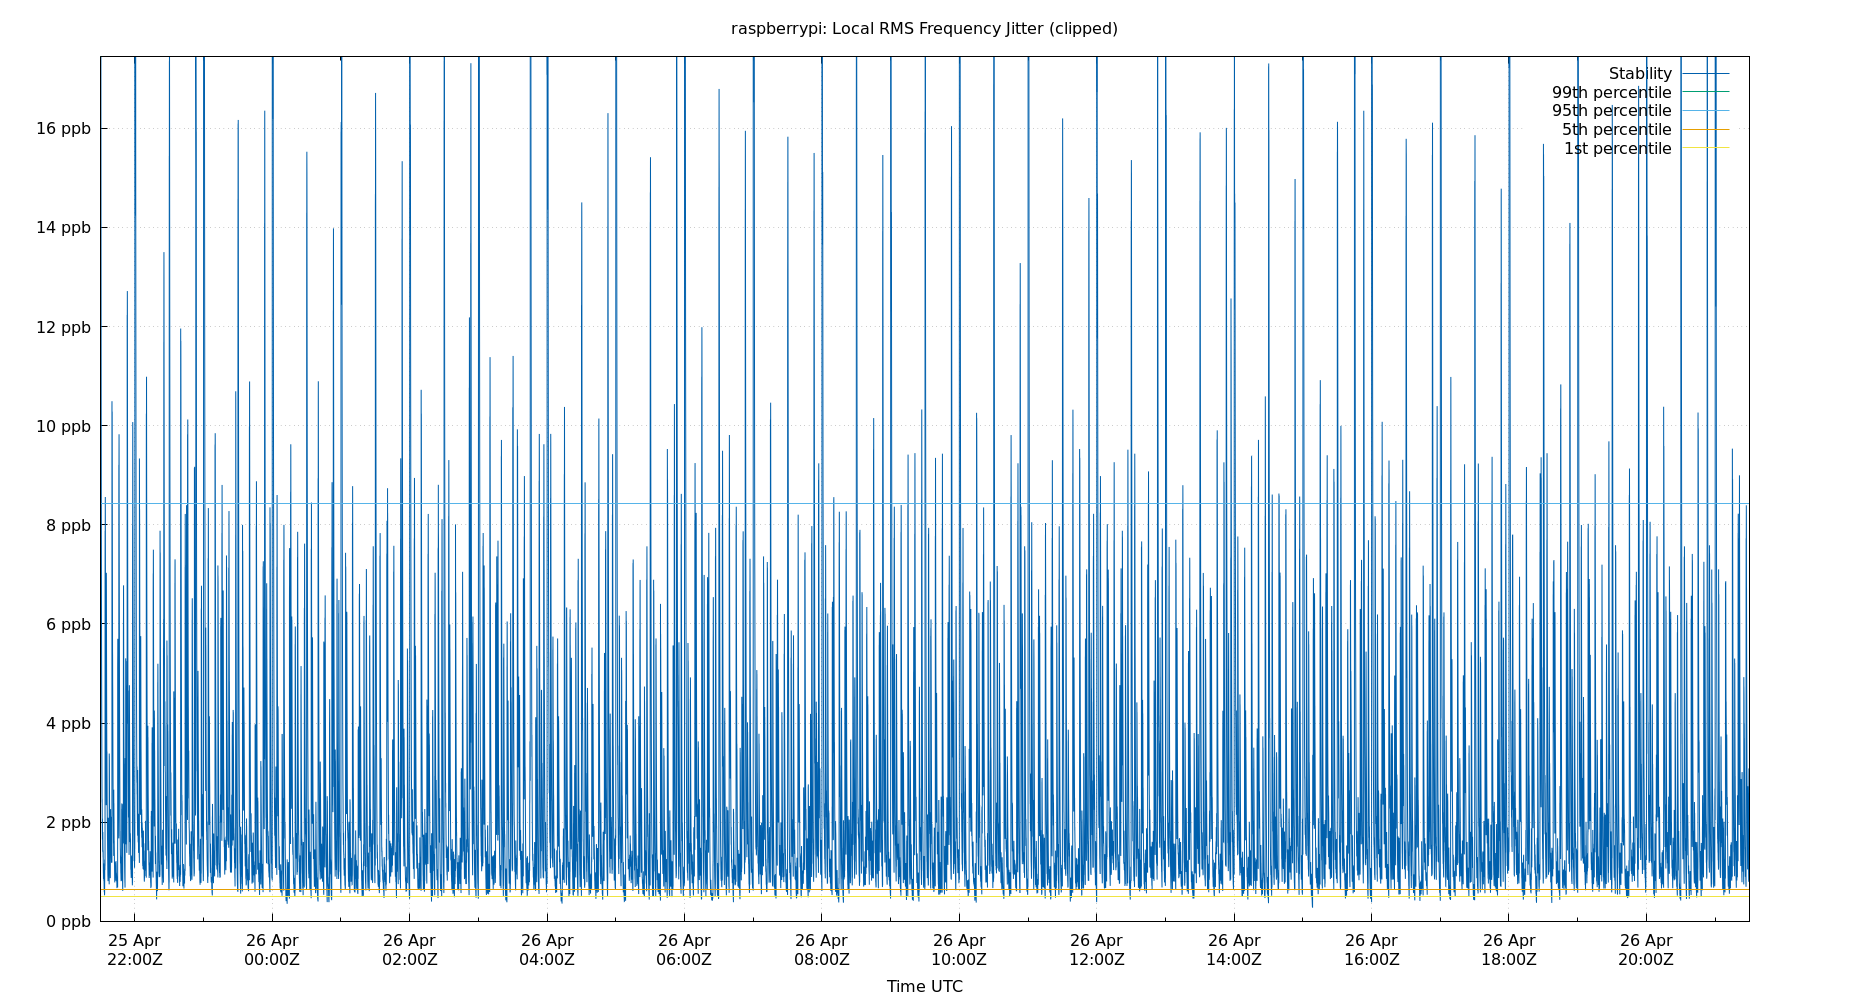 raspberrypi: Local RMS Frequency Jitter (clipped)
Stability
99th percentile
95th percentile
5th percentile
1st percentile
16 ppb
14 ppb
12 ppb
10 ppb
8 ppb
6 ppb
4 ppb
2 ppb
0 ppb
25 Apr 26 Apr 26 Apr 26 Apr 26 Apr 26 Apr 26 Apr 26 Apr 26 Apr 26 Apr 26 Apr 26 Apr
22:00Z 00:00Z 02:00Z 04:00Z 06:00Z 08:00Z 10:00Z 12:00Z 14:00Z 16:00Z 18:00Z 20:00Z
Time UTC